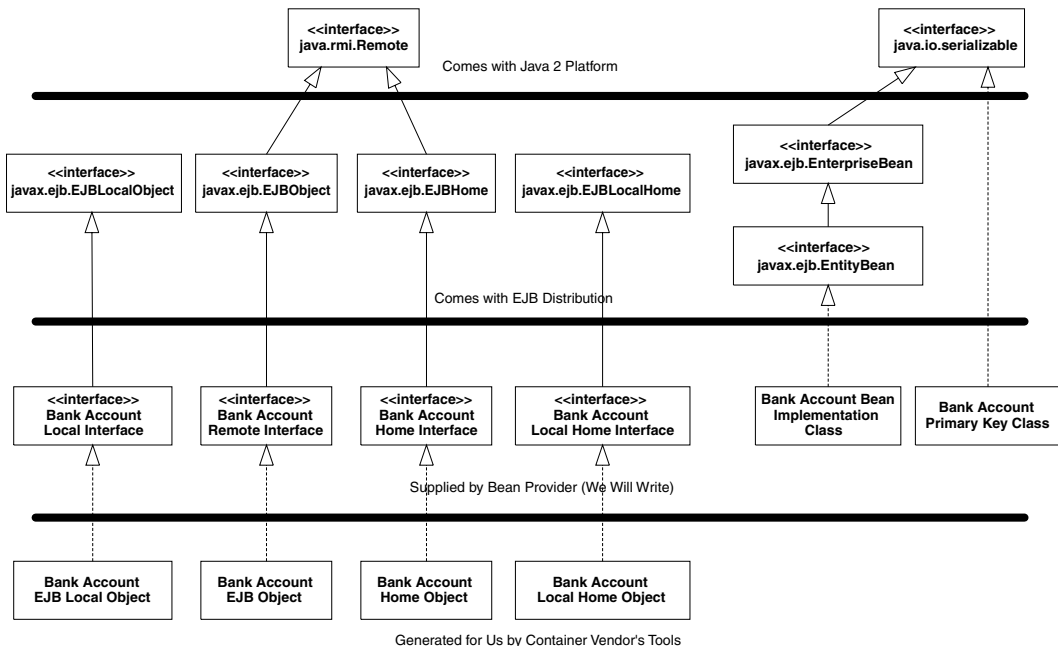 <<interface>>
java.rmi.Remote
<<interface>>
java.io.serializable
Comes with Java 2 Platform
<<interface>>
javax.ejb.EnterpriseBean
<<interface>>
javax.ejb.EJBLocalObject
<<interface>>
javax.ejb.EJBObject
<<interface>>
javax.ejb.EJBHome
<<interface>>
javax.ejb.EJBLocalHome
<<interface>>
javax.ejb.EntityBean
Comes with EJB Distribution
<<interface>>
Bank Account
Local Interface
<<interface>>
Bank Account
Remote Interface
<<interface>>
Bank Account
Home Interface
<<interface>>
Bank Account
Local Home Interface
Bank Account Bean
Implementation
Class
Bank Account
Primary Key Class
Supplied by Bean Provider (We Will Write)
Bank Account
EJB Local Object
Bank Account
EJB Object
Bank Account
Home Object
Bank Account
Local Home Object
Generated for Us by Container Vendor's Tools